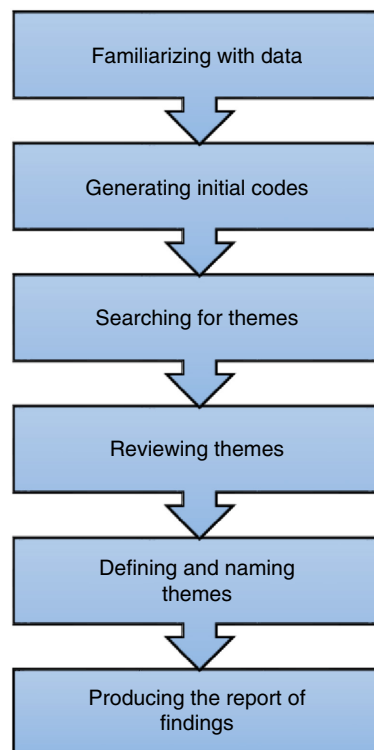 Familiarizing with data
Generating initial codes
Searching for themes
Reviewing themes
Defining and naming
themes
Producing the report of
findings